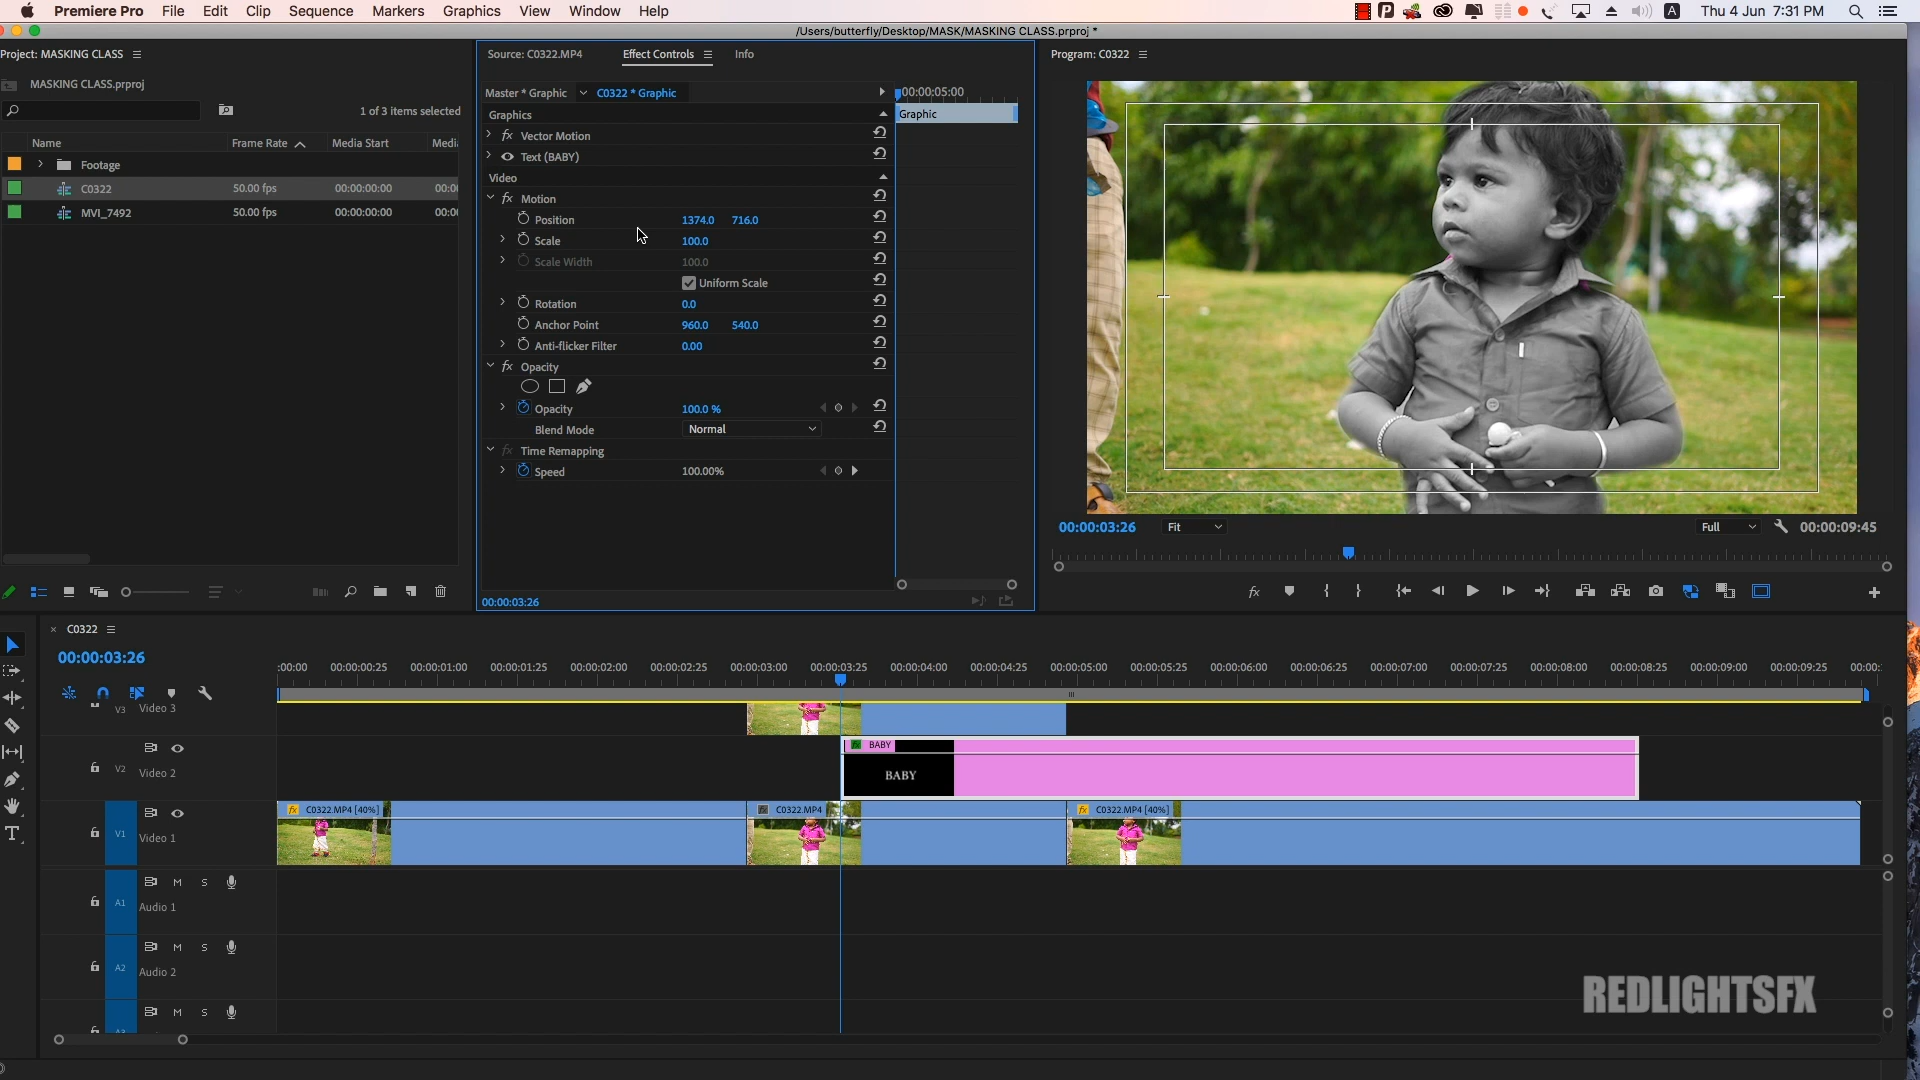 Premiere Pro File Edit Clip Sequence Markers Graphics View Window Help A Thu 4 Jun 7:31 PM
/Users/butterfly/Desktop/MASK/MASKING CLASS.prproj *
Project: MASKING CLASS
MASKING CLASS.prproj
1 of 3 items selected
Name Frame Rate Media Start Medi
Footage
C0322 50.00 fps 00:00:00:00 00:0
MVI_7492 50.00 fps 00:00:00:00 00:0
Source: C0322.MP4 Effect Controls Info
Master * Graphic C0322 * Graphic 00:00:05:00
Graphics Graphic
fx Vector Motion
Text (BABY)
Video
fx Motion
Position 1374.0 716.0
Scale 100.0
Scale Width 100.0
Uniform Scale
Rotation 0.0
Anchor Point 960.0 540.0
Anti-flicker Filter 0.00
fx Opacity
Opacity 100.0 %
Blend Mode Normal
fx Time Remapping
Speed 100.00%
00:00:03:26
Program: C0322
00:00:03:26 Fit Full 00:00:09:45
fx
C0322
00:00:03:26
:00:00 00:00:00:25 00:00:01:00 00:00:01:25 00:00:02:00 00:00:02:25 00:00:03:00 00:00:03:25 00:00:04:00 00:00:04:25 00:00:05:00 00:00:05:25 00:00:06:00 00:00:06:25 00:00:07:00 00:00:07:25 00:00:08:00 00:00:08:25 00:00:09:00 00:00:09:25 00:00:
V3 Video 3
V2 Video 2
fx BABY
BABY
V1 Video 1
fx C0322.MP4 [40%] fx C0322.MP4 fx C0322.MP4 [40%]
M S
A1 Audio 1
M S
A2 Audio 2
M S
T
REDLIGHTSFX